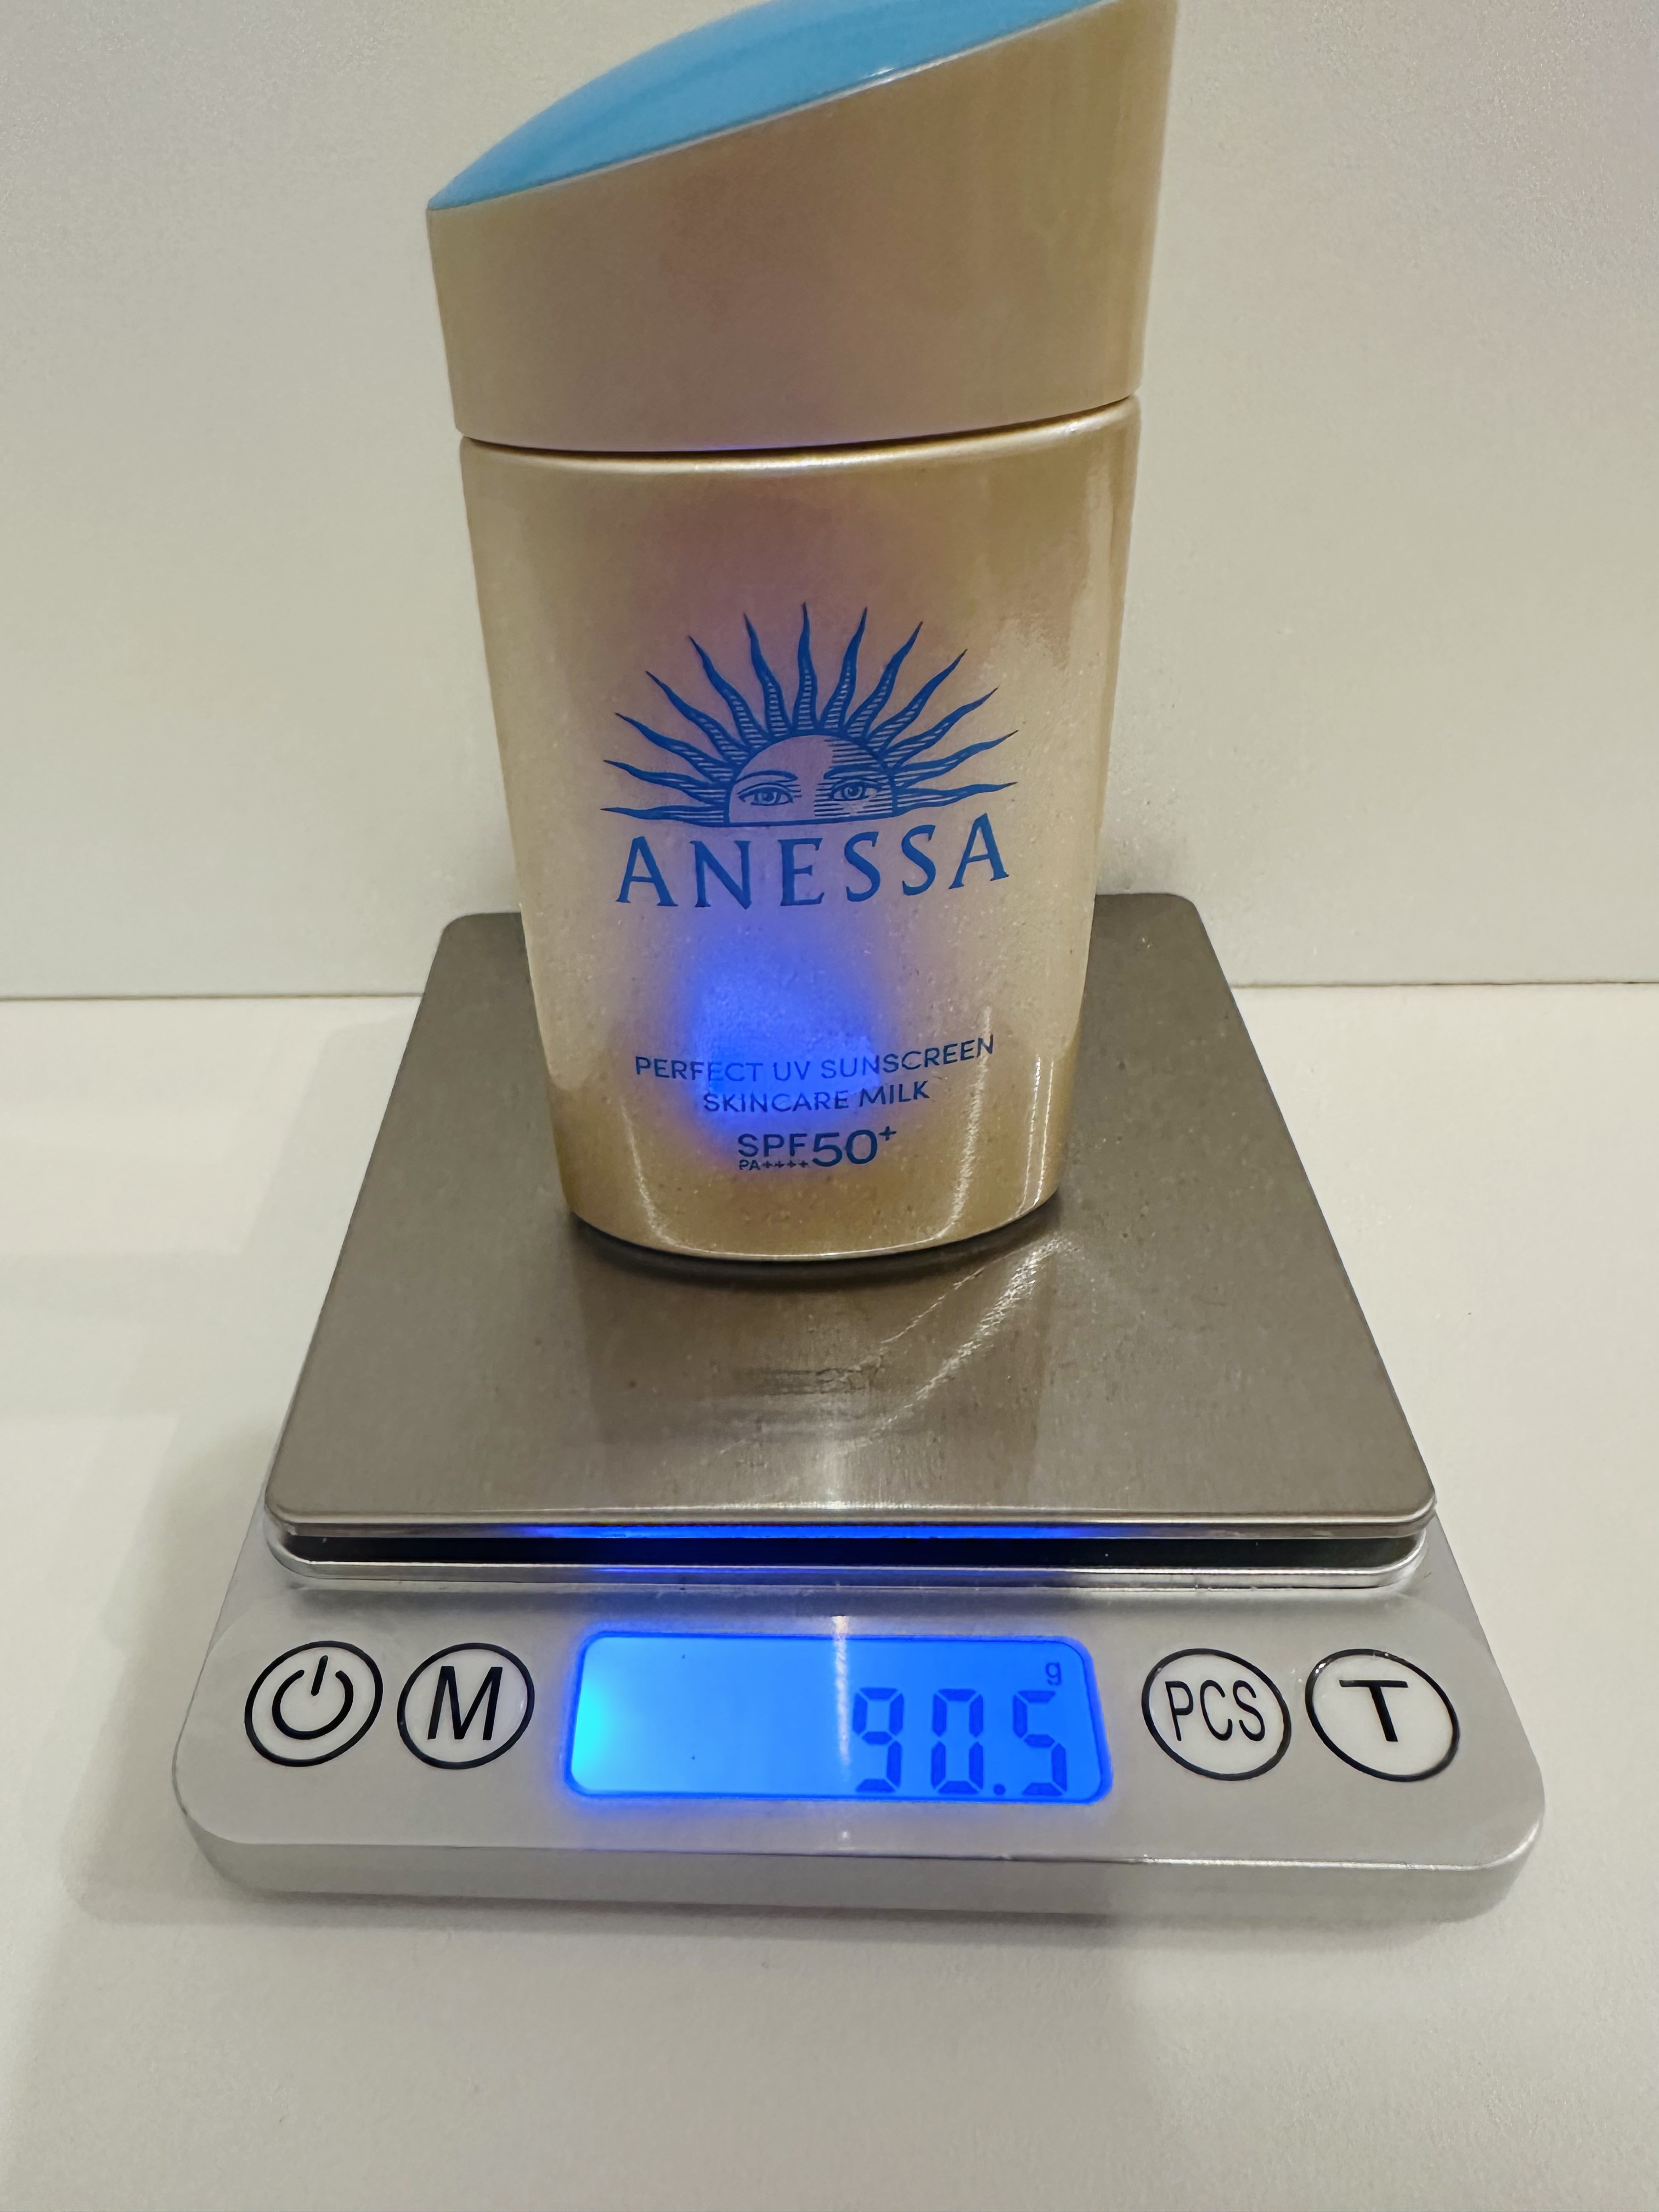 ANESSA
PERFECT UV SUNSCREEN
SKINCARE MILK
SPF50+
PA++++
M
g
90.5
PCS
T